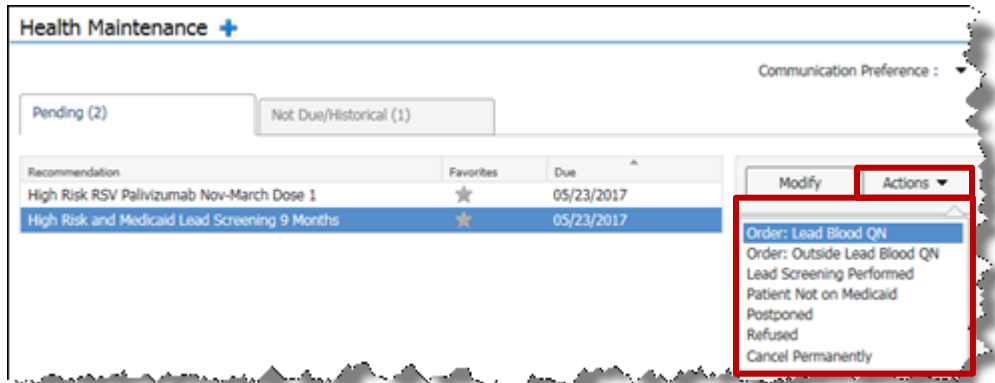 Health Maintenance
Communication Preference :
Pending (2) Not Due/Historical (1)
Recommendation Favorites Due
High Risk RSV Palivizumab Nov-March Dose 1 05/23/2017
High Risk and Medicaid Lead Screening 9 Months 05/23/2017
Modify Actions
Order: Lead Blood QN
Order: Outside Lead Blood QN
Lead Screening Performed
Patient Not on Medicaid
Postponed
Refused
Cancel Permanently